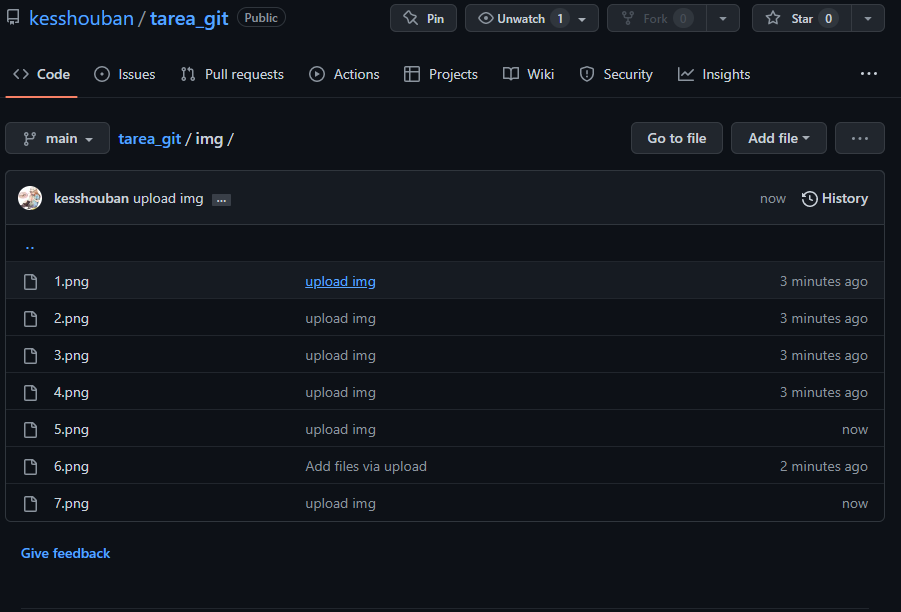 kesshouban / tarea_git Public Pin Unwatch 1 Fork 0 Star 0
<> Code Issues Pull requests Actions Projects Wiki Security Insights ...
main tarea_git / img / Go to file Add file ...
kesshouban upload img ... now History
..
1.png upload img 3 minutes ago
2.png upload img 3 minutes ago
3.png upload img 3 minutes ago
4.png upload img 3 minutes ago
5.png upload img now
6.png Add files via upload 2 minutes ago
7.png upload img now
Give feedback